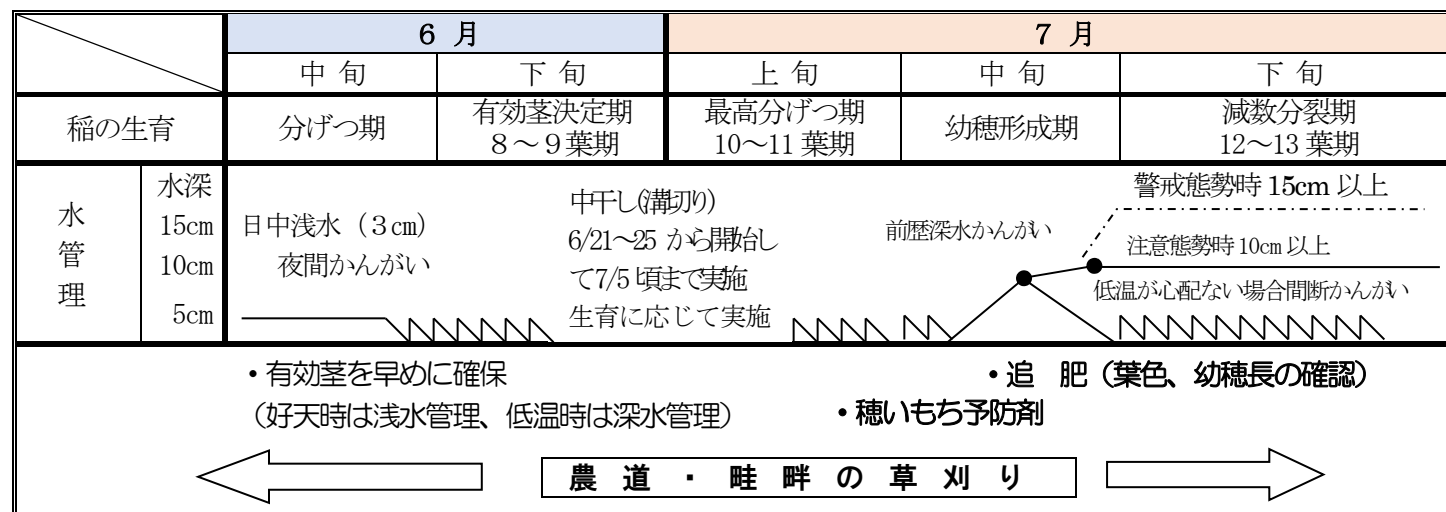 6 月
7 月
中 旬
下 旬
上 旬
中 旬
下 旬
稲の生育
分げつ期
有効茎決定期
8~9葉期
最高分げつ期
10~11 葉期
幼穂形成期
減数分裂期
12~13 葉期
水管理
水深
15cm
10cm
5cm
日中浅水(3cm)
夜間かんがい
中干し(溝切り)
6/21~25 から開始し
て7/5 頃まで実施
生育に応じて実施
前歴深水かんがい
警戒態勢時 15cm 以上
注意態勢時10cm 以上
低温が心配ない場合間断かんがい
・有効茎を早めに確保
(好天時は浅水管理、低温時は深水管理)
・追 肥(葉色、幼穂長の確認)
・穂いもち予防剤
農 道 ・ 畦 畔 の 草 刈 り